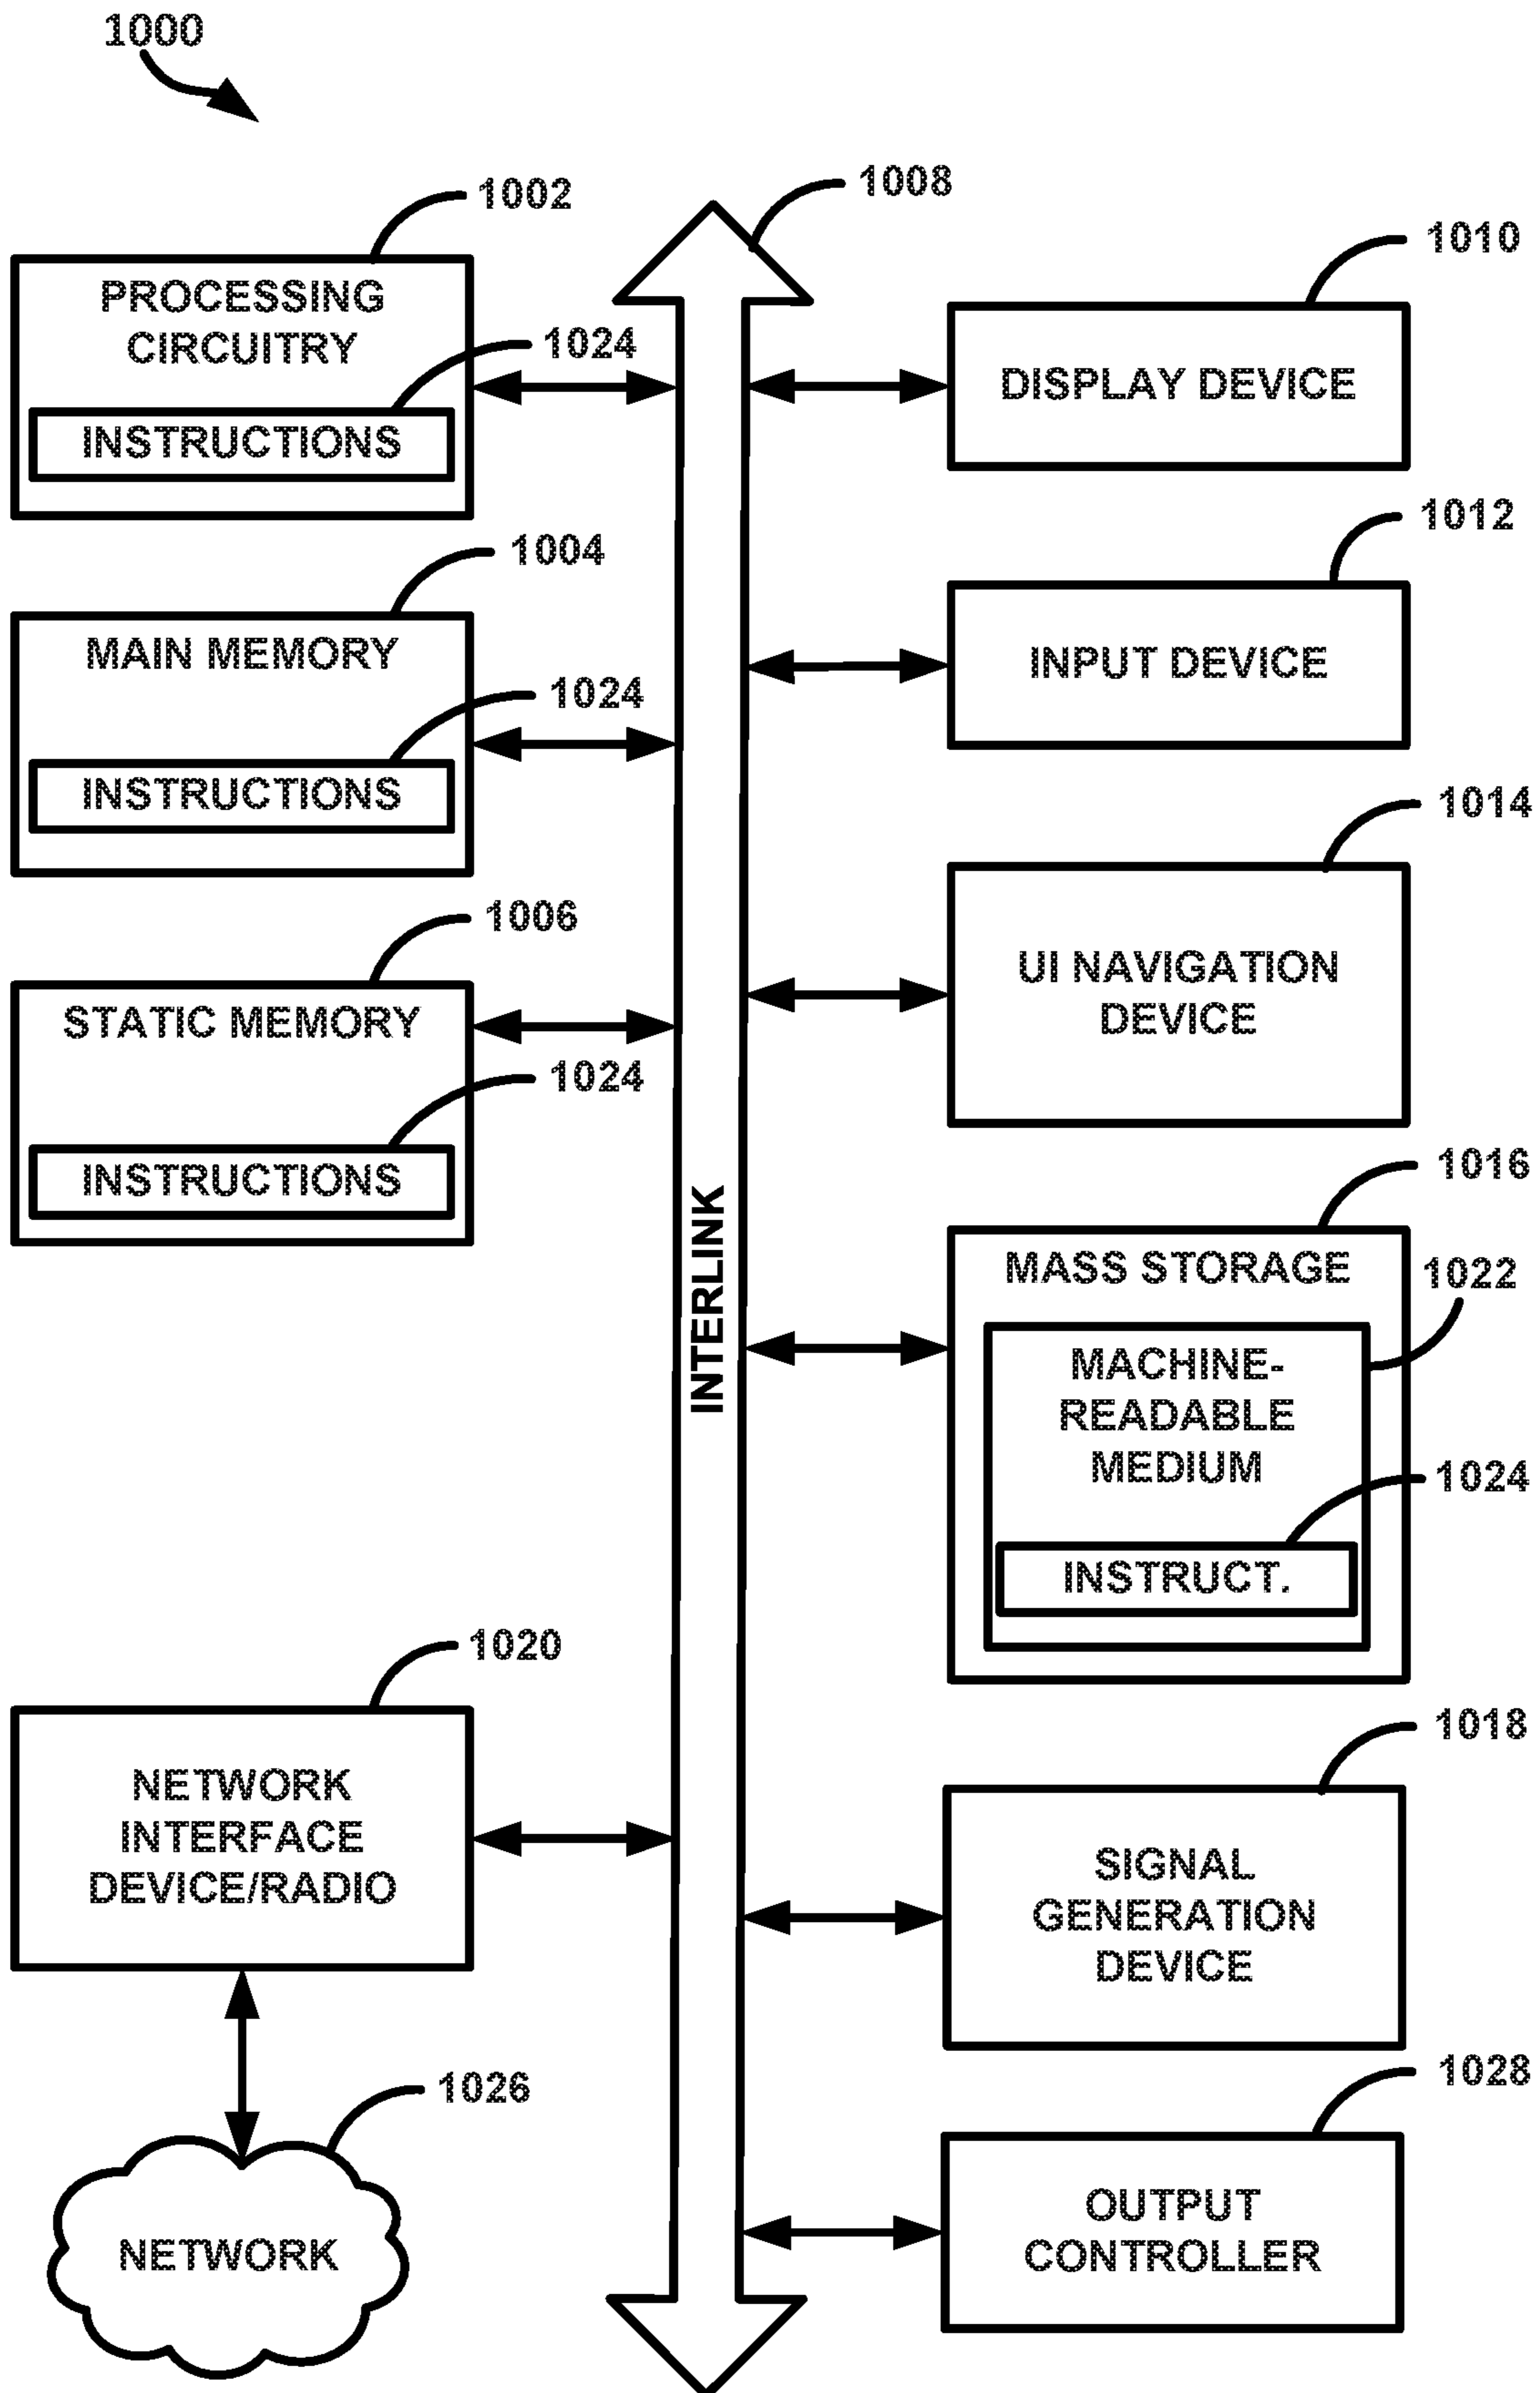 1000
1002
PROCESSING
CIRCUITRY
1024
INSTRUCTIONS
1004
MAIN MEMORY
1024
INSTRUCTIONS
1006
STATIC MEMORY
1024
INSTRUCTIONS
1020
NETWORK
INTERFACE
DEVICE/RADIO
1026
NETWORK
1008
INTERLINK
1010
DISPLAY DEVICE
1012
INPUT DEVICE
1014
UI NAVIGATION
DEVICE
1016
MASS STORAGE
1022
MACHINE-
READABLE
MEDIUM
1024
INSTRUCT.
1018
SIGNAL
GENERATION
DEVICE
1028
OUTPUT
CONTROLLER